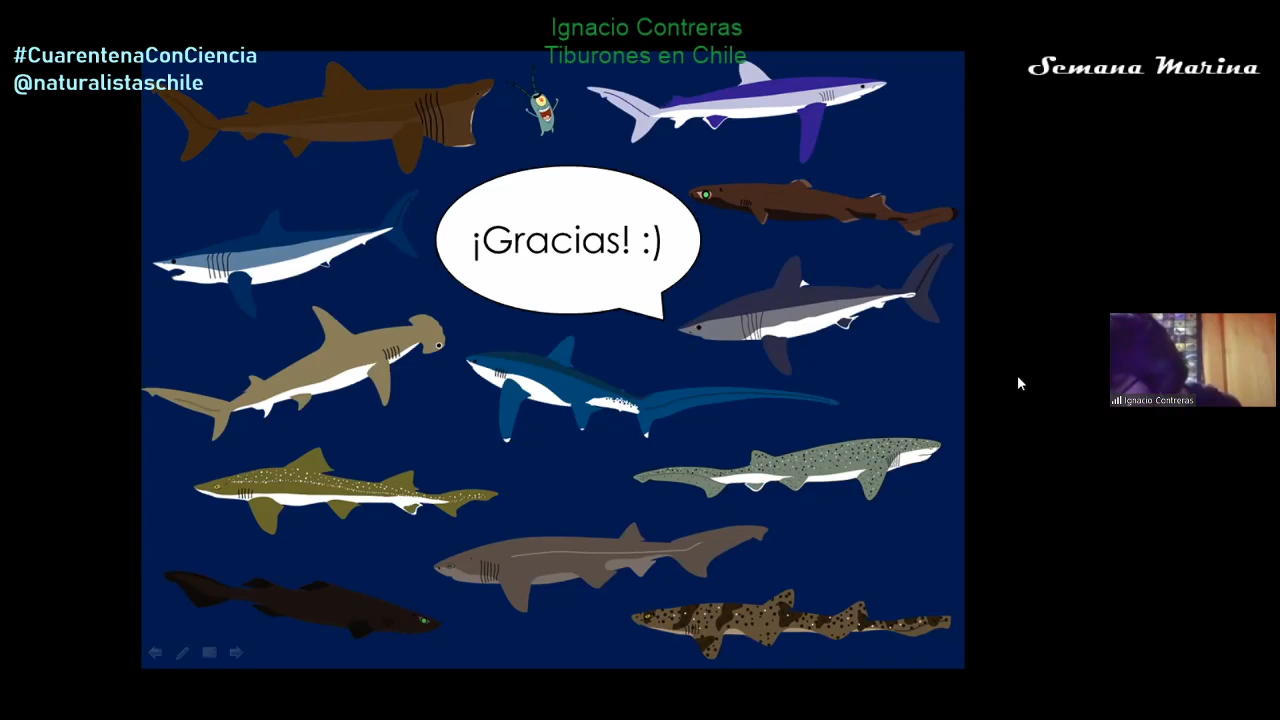 Ignacio Contreras
Tiburones en Chile
#CuarentenaConCiencia
@naturalistaschile
Semana Marina
¡Gracias! :)
Ignacio Contreras